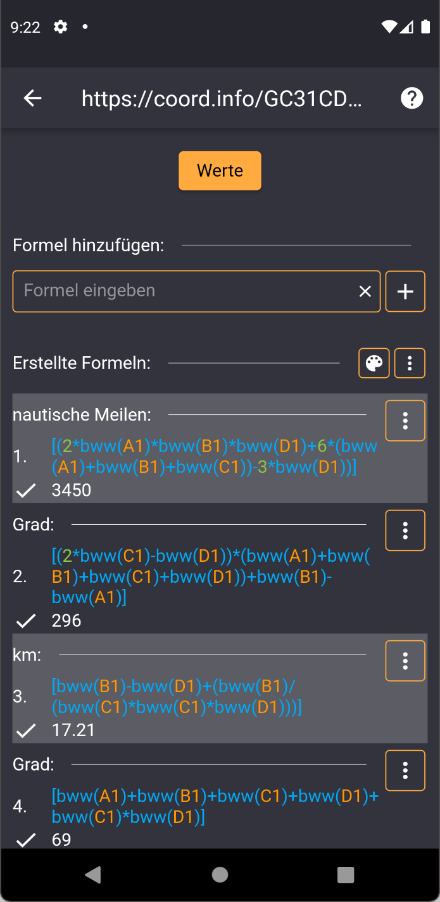 9:22
https://coord.info/GC31CD...
Werte
Formel hinzufügen:
Formel eingeben
Erstellte Formeln:
nautische Meilen:
1.
[(2*bww(A1)*bww(B1)*bww(D1)+6*(bww
(A1)+bww(B1)+bww(C1))-3*bww(D1))]
3450
Grad:
2.
[(2*bww(C1)-bww(D1))*(bww(A1)+bww(
B1)+bww(C1)+bww(D1))+bww(B1)-
bww(A1)]
296
km:
3.
[bww(B1)-bww(D1)+(bww(B1)/
(bww(C1)*bww(C1)*bww(D1)))]
17.21
Grad:
4.
[bww(A1)+bww(B1)+bww(C1)+bww(D1)+
bww(C1)*bww(D1)]
69